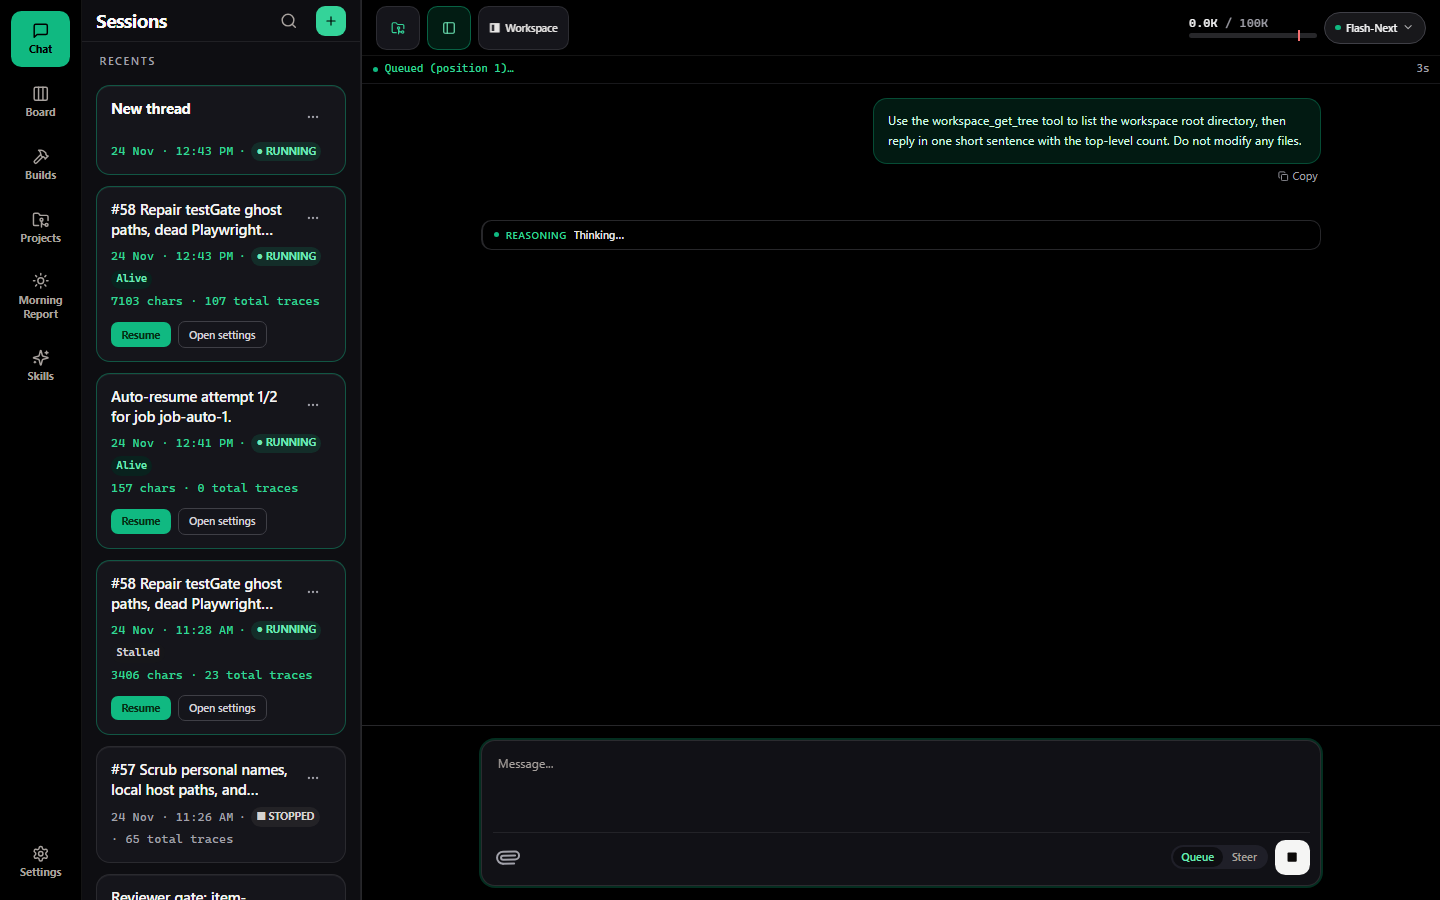 Chat
Board
Builds
Projects
Morning
Report
Skills
Settings
Sessions
RECENTS
New thread
24 Nov · 12:43 PM · RUNNING
#58 Repair testGate ghost
paths, dead Playwright...
24 Nov · 12:43 PM · RUNNING
Alive
7103 chars · 107 total traces
Resume Open settings
Auto-resume attempt 1/2
for job job-auto-1.
24 Nov · 12:41 PM · RUNNING
Alive
157 chars · 0 total traces
Resume Open settings
#58 Repair testGate ghost
paths, dead Playwright...
24 Nov · 11:28 AM · RUNNING
Stalled
3406 chars · 23 total traces
Resume Open settings
#57 Scrub personal names,
local host paths, and...
24 Nov · 11:26 AM · STOPPED
· 65 total traces
Reviewer gate: item-
Workspace
0.0K / 100K
Flash-Next
Queued (position 1)…
3s
Use the workspace_get_tree tool to list the workspace root directory, then
reply in one short sentence with the top-level count. Do not modify any files.
Copy
REASONING Thinking...
Message...
Queue Steer